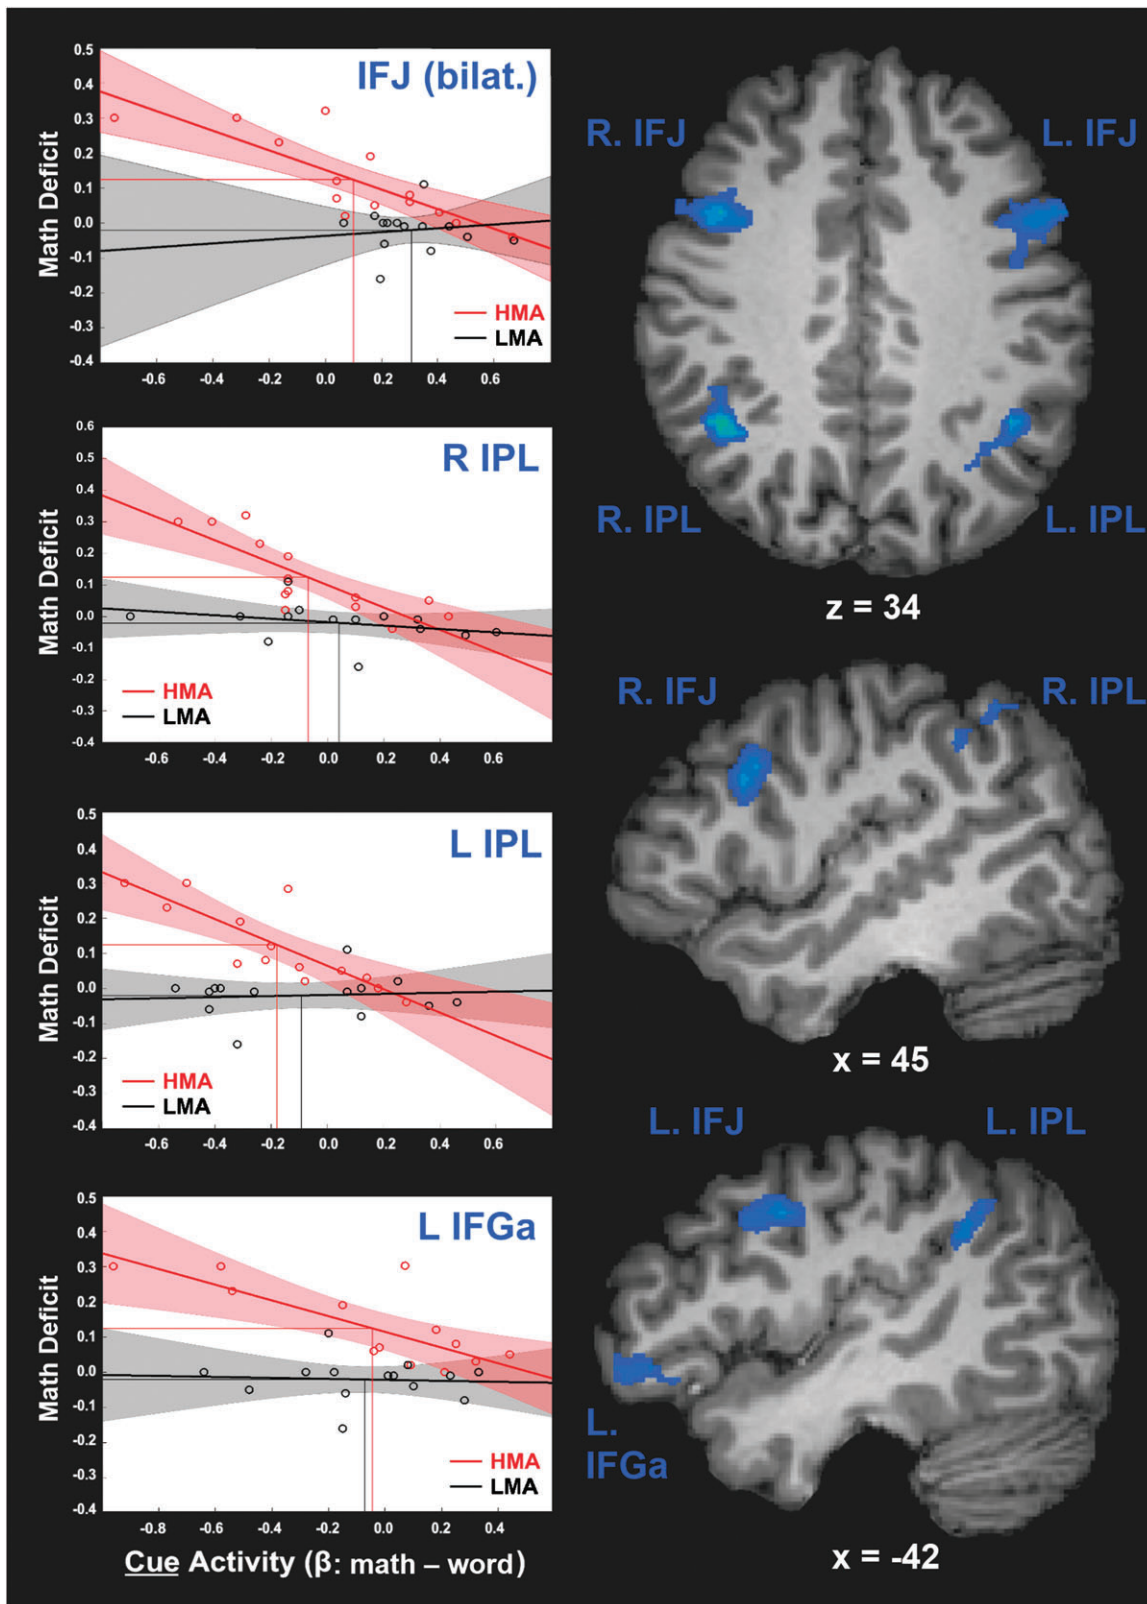 IFJ (bilat.)
Math Deficit
0.5
0.4
0.3
0.2
0.1
0.0
-0.1
-0.2
-0.3
-0.4
HMA
LMA
-0.6 -0.4 -0.2 0.0 0.2 0.4 0.6
R IPL
Math Deficit
0.6
0.5
0.4
0.3
0.2
0.1
0.0
-0.1
-0.2
-0.3
-0.4
HMA
LMA
-0.6 -0.4 -0.2 0.0 0.2 0.4 0.6
L IPL
Math Deficit
0.5
0.4
0.3
0.2
0.1
0.0
-0.1
-0.2
-0.3
-0.4
HMA
LMA
-0.6 -0.4 -0.2 0.0 0.2 0.4 0.6
L IFGa
Math Deficit
0.5
0.4
0.3
0.2
0.1
0.0
-0.1
-0.2
-0.3
-0.4
HMA
LMA
-0.8 -0.6 -0.4 -0.2 0.0 0.2 0.4
Cue Activity (β: math – word)
R. IFJ L. IFJ
R. IPL L. IPL
z = 34
R. IFJ R. IPL
x = 45
L. IFJ L. IPL
L.
IFGa
x = -42